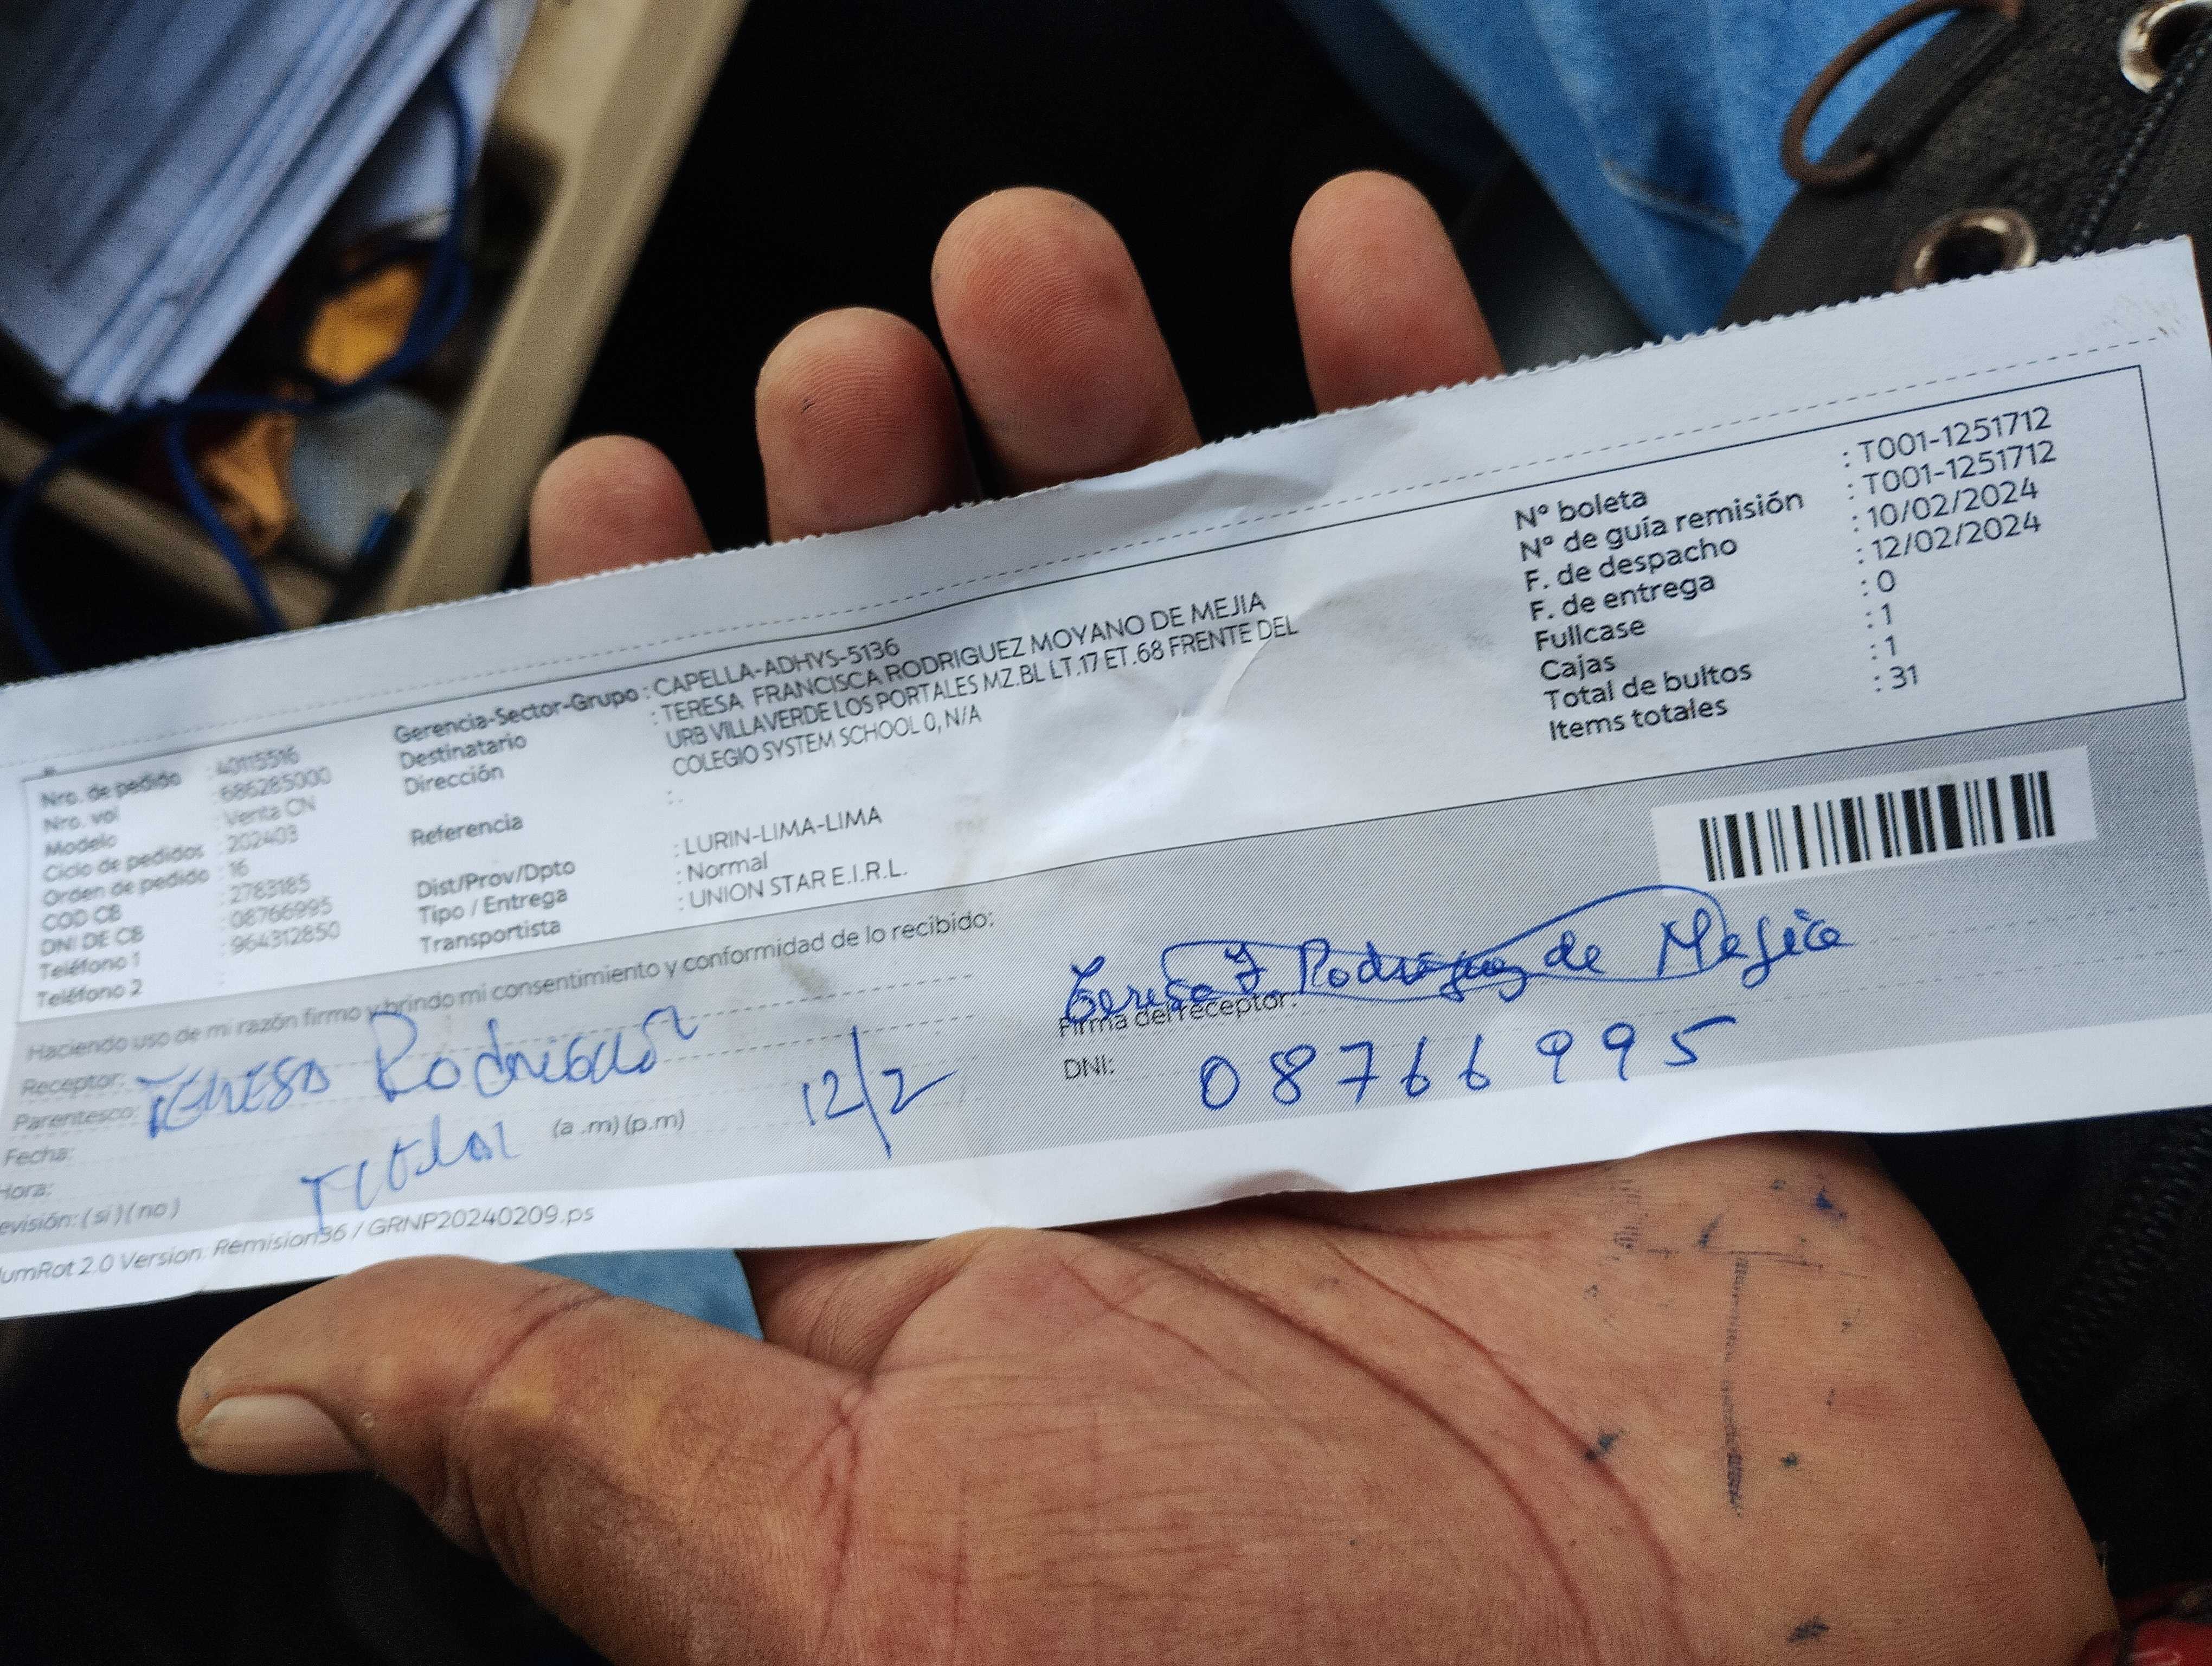 Nro. de pedido : 40115516
Nro. vol : 686285000
Modelo : Venta CN
Ciclo de pedidos : 202403
Orden de pedido : 16
COD CB : 2783185
DNI DE CB : 08766995
Teléfono 1 : 964312850
Teléfono 2 :
Gerencia-Sector-Grupo : CAPELLA-ADHYS-5136
Destinatario : TERESA FRANCISCA RODRIGUEZ MOYANO DE MEJIA
Dirección URB VILLAVERDE LOS PORTALES MZ.BL LT.17 ET.68 FRENTE DEL
COLEGIO SYSTEM SCHOOL 0, N/A
Referencia : .
Dist/Prov/Dpto : LURIN-LIMA-LIMA
Tipo / Entrega : Normal
Transportista : UNION STAR E.I.R.L.
Nº boleta : T001-1251712
Nº de guía remisión : T001-1251712
F. de despacho : 10/02/2024
F. de entrega : 12/02/2024
Fullcase : 0
Cajas : 1
Total de bultos : 1
Items totales : 31
Haciendo uso de mi razón firmo y brindo mi consentimiento y conformidad de lo recibido:
Receptor: Teresa Rodriguez
Parentesco: Titular
Fecha: 12/2
Hora: (a .m) (p.m)
evisión: ( si ) ( no )
Teresa F. Rodriguez de Mejia
Firma del receptor:
DNI: 08766995
umRot 2.0 Version. Remision36 / GRNP20240209.ps